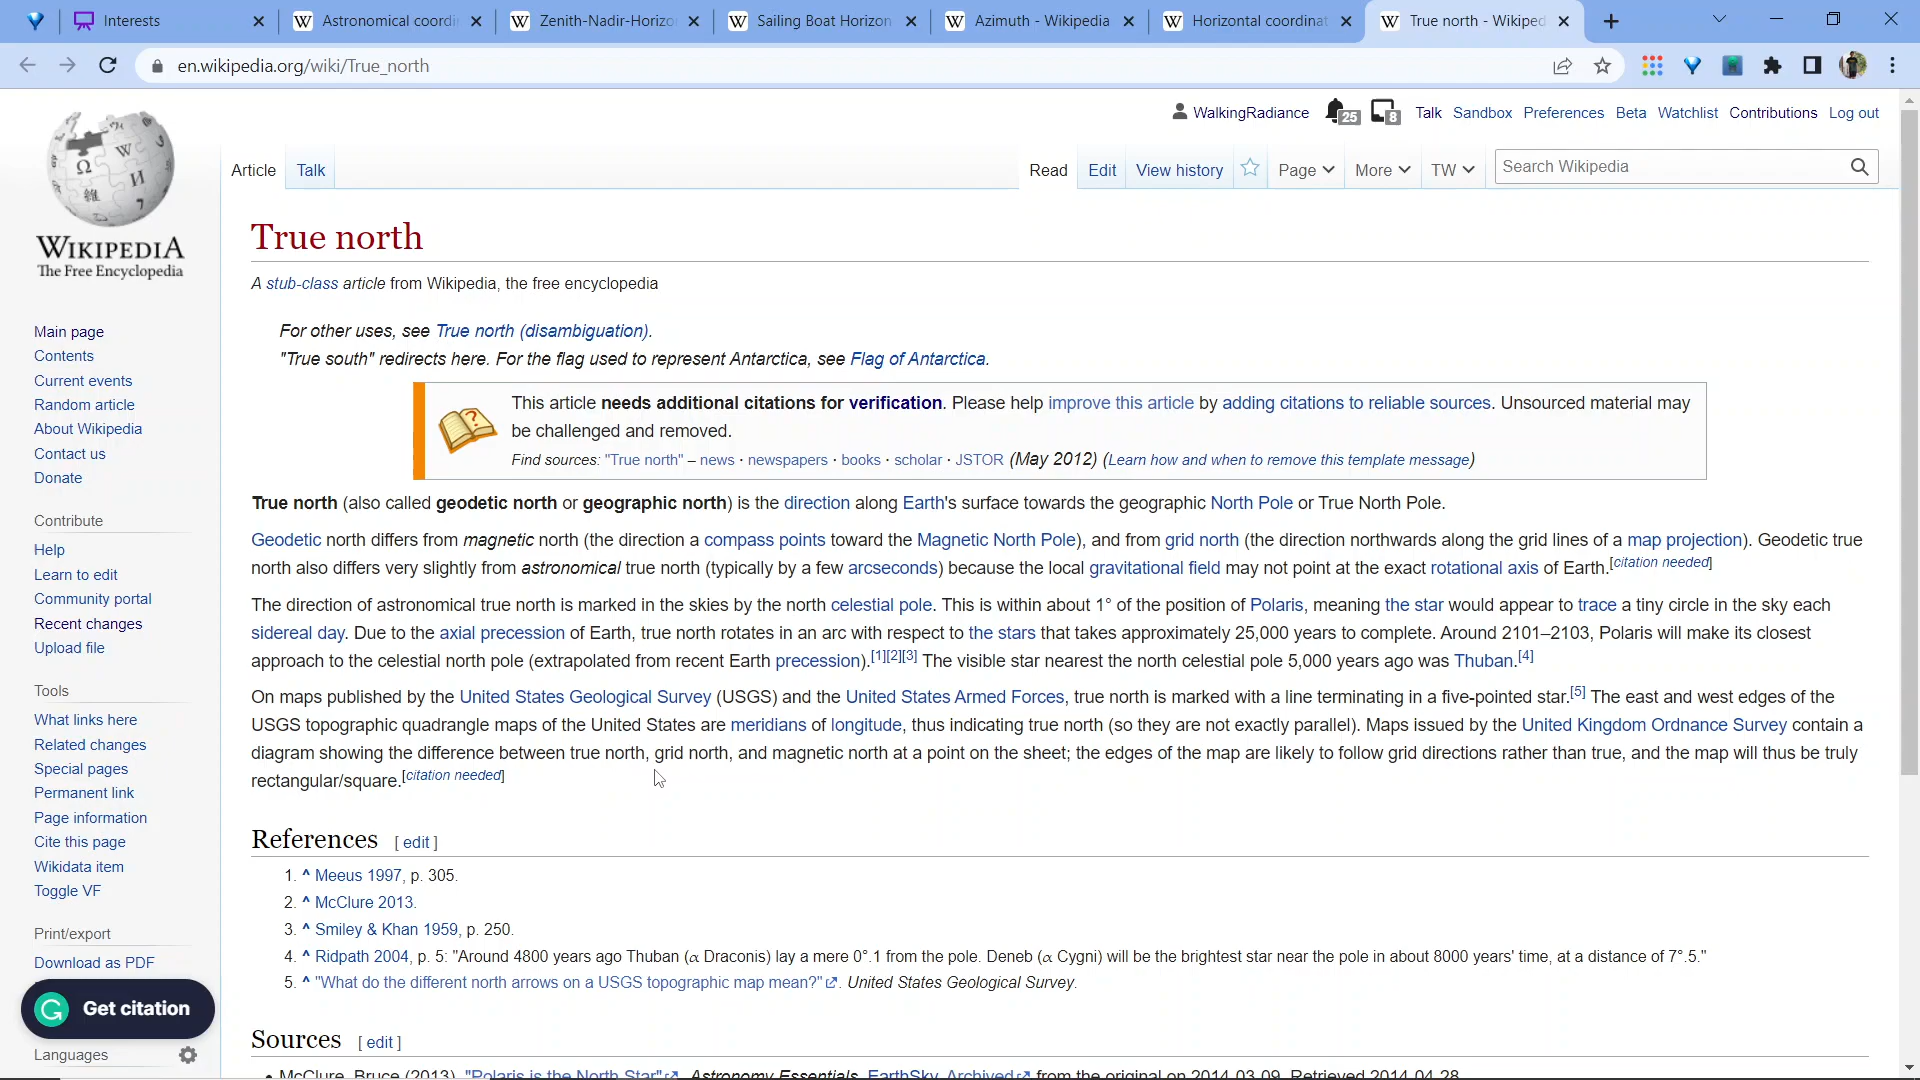 Interests
Astronomical coordi
Zenith-Nadir-Horizo
Sailing Boat Horizon
Azimuth - Wikipedia
Horizontal coordinat
True north - Wikiped
en.wikipedia.org/wiki/True_north
WalkingRadiance 25 8 Talk Sandbox Preferences Beta Watchlist Contributions Log out
Article Talk Read Edit View history Page More TW Search Wikipedia
WIKIPEDIA
The Free Encyclopedia
Main page
Contents
Current events
Random article
About Wikipedia
Contact us
Donate
Contribute
Help
Learn to edit
Community portal
Recent changes
Upload file
Tools
What links here
Related changes
Special pages
Permanent link
Page information
Cite this page
Wikidata item
Toggle VF
Print/export
Download as PDF
Get citation
Languages
True north
A stub-class article from Wikipedia, the free encyclopedia
For other uses, see True north (disambiguation).
"True south" redirects here. For the flag used to represent Antarctica, see Flag of Antarctica.
This article needs additional citations for verification. Please help improve this article by adding citations to reliable sources. Unsourced material may
be challenged and removed.
Find sources: "True north" – news · newspapers · books · scholar · JSTOR (May 2012) (Learn how and when to remove this template message)
True north (also called geodetic north or geographic north) is the direction along Earth's surface towards the geographic North Pole or True North Pole.
Geodetic north differs from magnetic north (the direction a compass points toward the Magnetic North Pole), and from grid north (the direction northwards along the grid lines of a map projection). Geodetic true
north also differs very slightly from astronomical true north (typically by a few arcseconds) because the local gravitational field may not point at the exact rotational axis of Earth.[citation needed]
The direction of astronomical true north is marked in the skies by the north celestial pole. This is within about 1° of the position of Polaris, meaning the star would appear to trace a tiny circle in the sky each
sidereal day. Due to the axial precession of Earth, true north rotates in an arc with respect to the stars that takes approximately 25,000 years to complete. Around 2101–2103, Polaris will make its closest
approach to the celestial north pole (extrapolated from recent Earth precession).[1][2][3] The visible star nearest the north celestial pole 5,000 years ago was Thuban.[4]
On maps published by the United States Geological Survey (USGS) and the United States Armed Forces, true north is marked with a line terminating in a five-pointed star.[5] The east and west edges of the
USGS topographic quadrangle maps of the United States are meridians of longitude, thus indicating true north (so they are not exactly parallel). Maps issued by the United Kingdom Ordnance Survey contain a
diagram showing the difference between true north, grid north, and magnetic north at a point on the sheet; the edges of the map are likely to follow grid directions rather than true, and the map will thus be truly
rectangular/square.[citation needed]
References [ edit ]
1. ^ Meeus 1997, p. 305.
2. ^ McClure 2013.
3. ^ Smiley & Khan 1959, p. 250.
4. ^ Ridpath 2004, p. 5: "Around 4800 years ago Thuban (α Draconis) lay a mere 0°.1 from the pole. Deneb (α Cygni) will be the brightest star near the pole in about 8000 years' time, at a distance of 7°.5."
5. ^ "What do the different north arrows on a USGS topographic map mean?". United States Geological Survey.
Sources [ edit ]
• McClure, Bruce (2013). "Polaris is the North Star". Astronomy Essentials. EarthSky. Archived from the original on 2014-03-09. Retrieved 2014-04-28.